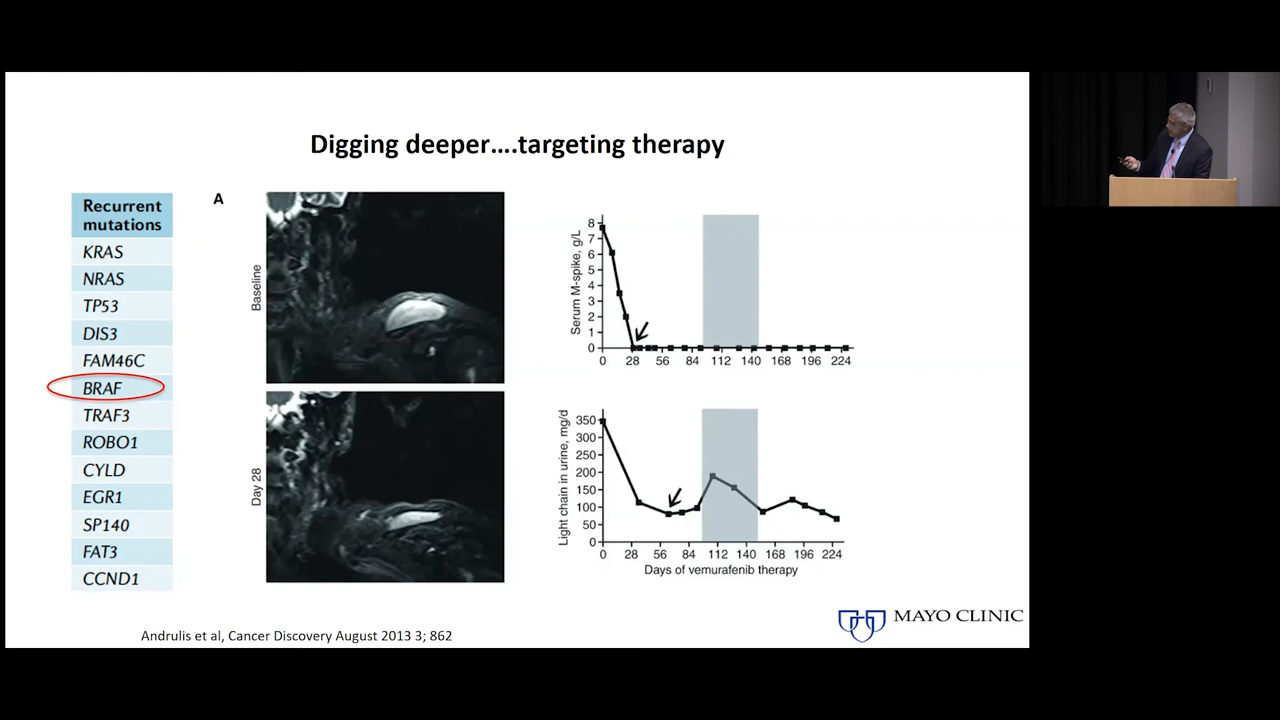 Digging deeper....targeting therapy
Recurrent
mutations
KRAS
NRAS
TP53
DIS3
FAM46C
BRAF
TRAF3
ROBO1
CYLD
EGR1
SP140
FAT3
CCND1
A
Baseline
Day 28
Serum M-spike, g/L
8
7
6
5
4
3
2
1
0
0 28 56 84 112 140 168 196 224
Light chain in urine, mg/d
350
300
250
200
150
100
50
0
0 28 56 84 112 140 168 196 224
Days of vemurafenib therapy
Andrulis et al, Cancer Discovery August 2013 3; 862
MAYO CLINIC